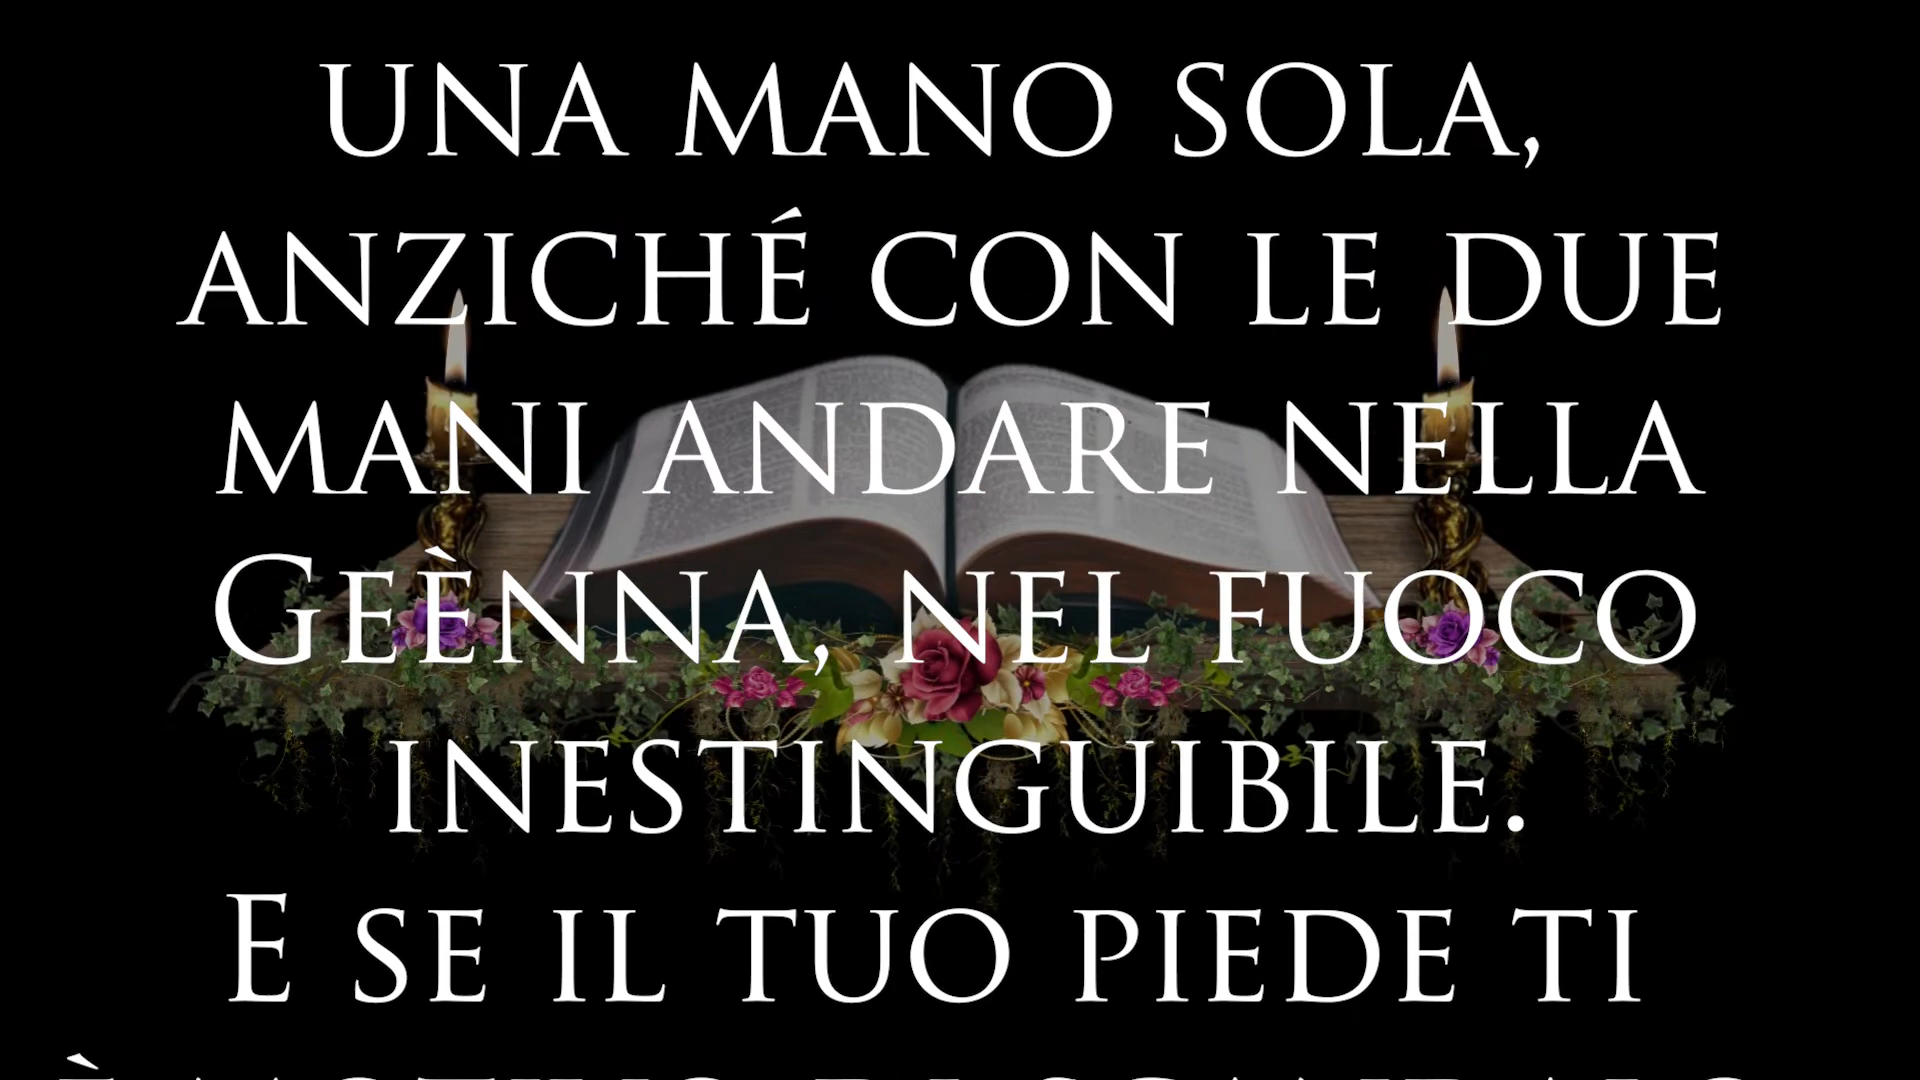 UNA MANO SOLA,
ANZICHÉ CON LE DUE
MANI ANDARE NELLA
GEÈNNA, NEL FUOCO
INESTINGUIBILE.
E SE IL TUO PIEDE TI